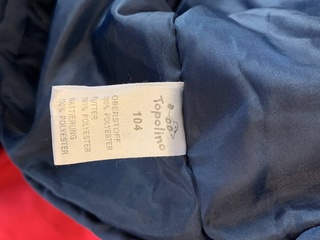 Topolino
104
OBERSTOFF
100% POLYESTER
FUTTER
100% POLYESTER
WATTIERUNG
100% POLYESTER